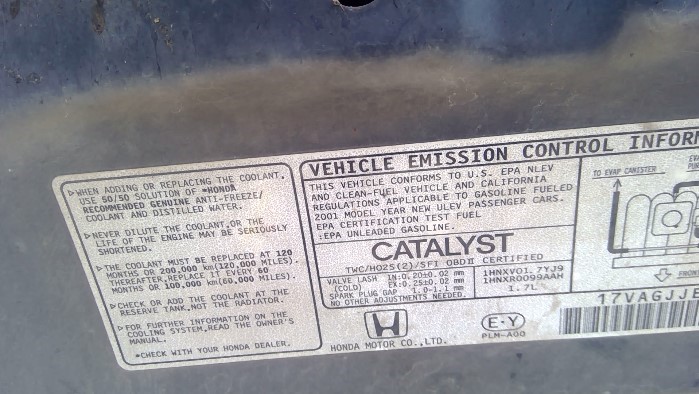 ▷WHEN ADDING OR REPLACING THE COOLANT,
USE 50/50 SOLUTION OF *HONDA
RECOMMENDED GENUINE ANTI-FREEZE/
COOLANT AND DISTILLED WATER.
▷NEVER DILUTE THE COOLANT,OR THE
LIFE OF THE ENGINE MAY BE SERIOUSLY
SHORTENED.
▷THE COOLANT MUST BE REPLACED AT 120
MONTHS OR 200,000 km(120,000 MILES).
THEREAFTER,REPLACE IT EVERY 60
MONTHS OR 100,000 km(60,000 MILES).
▷CHECK OR ADD THE COOLANT AT THE
RESERVE TANK,NOT THE RADIATOR.
▷FOR FURTHER INFORMATION ON THE
COOLING SYSTEM,READ THE OWNER'S
MANUAL.
*CHECK WITH YOUR HONDA DEALER.
VEHICLE EMISSION CONTROL INFORM
THIS VEHICLE CONFORMS TO U.S. EPA NLEV
AND CLEAN-FUEL VEHICLE AND CALIFORNIA
REGULATIONS APPLICABLE TO GASOLINE FUELED
2001 MODEL YEAR NEW ULEV PASSENGER CARS.
EPA CERTIFICATION TEST FUEL
:EPA UNLEADED GASOLINE.
CATALYST
TWC/HO2S(2)/SFI OBDⅡ CERTIFIED
VALVE LASH IN:0.20±0.02 mm
(COLD) EX:0.25±0.02 mm
SPARK PLUG GAP 1.0-1.1 mm
NO OTHER ADJUSTMENTS NEEDED.
1HNXV01.7YJ9
1HNXR0099AAH
1.7L
HONDA MOTOR CO.,LTD.
E·Y
PLM-A00
TO EVAP CANISTER
17VAGJJE